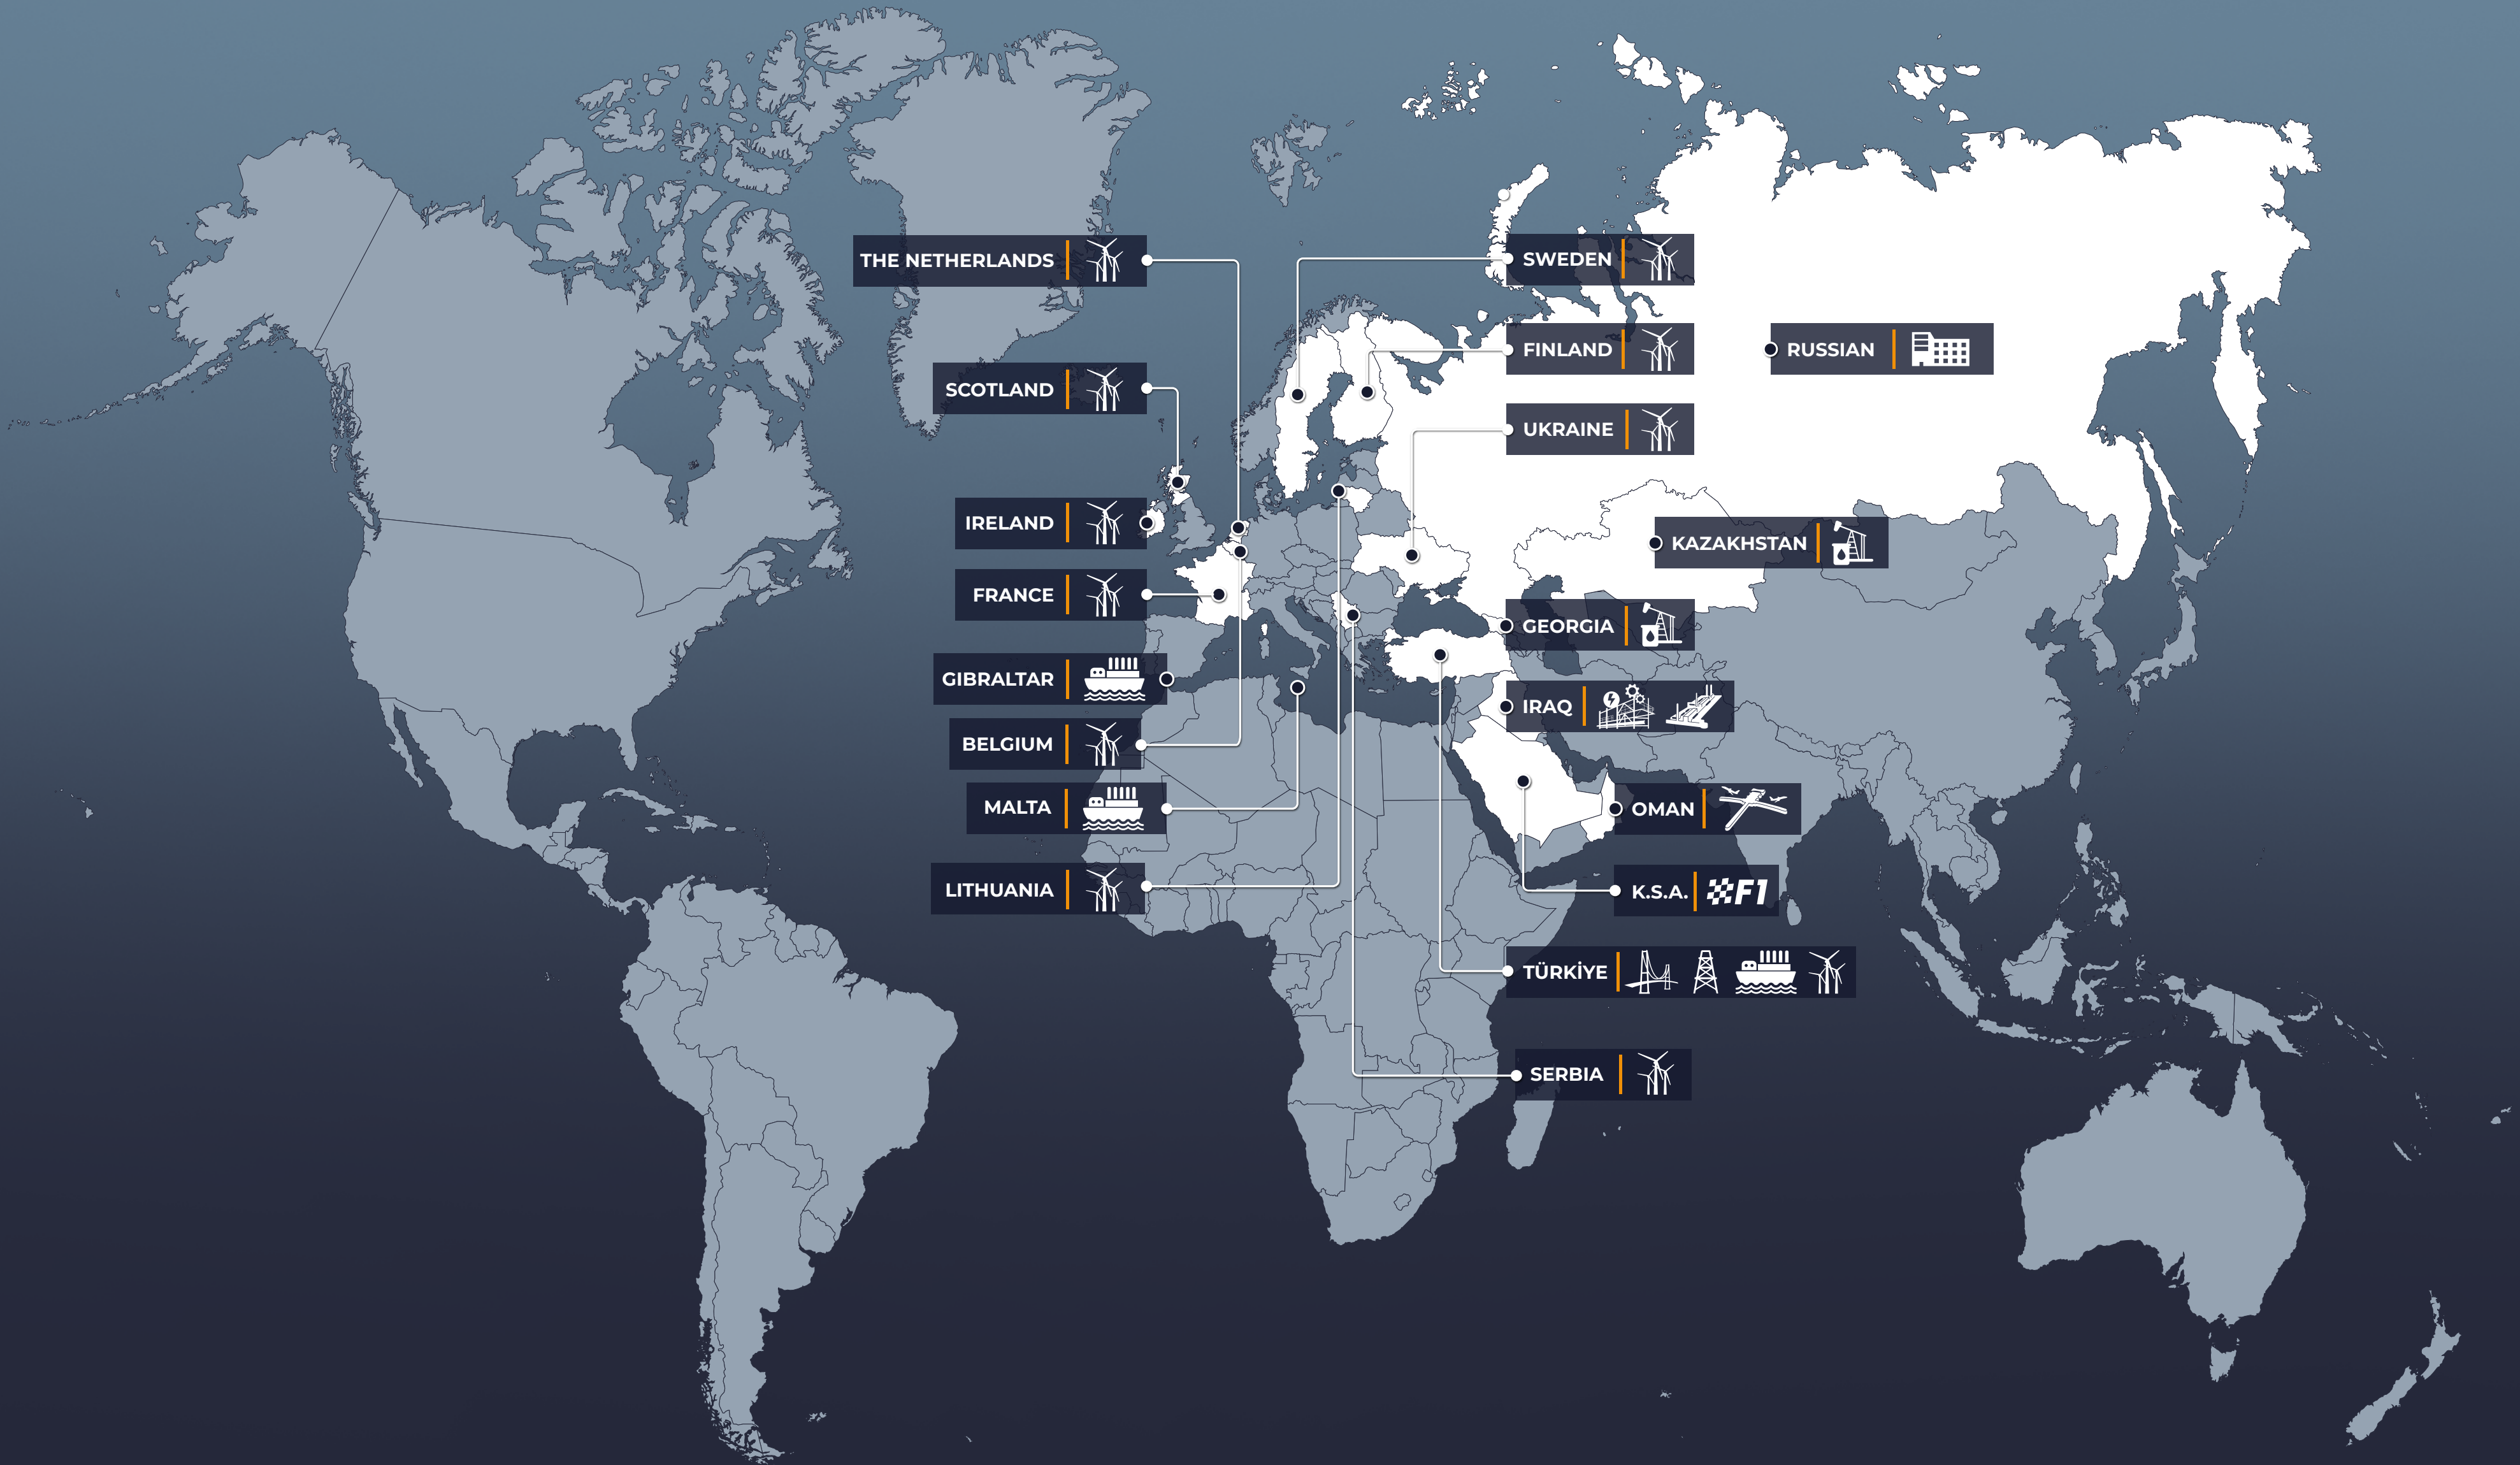 THE NETHERLANDS
SWEDEN
FINLAND
RUSSIAN
SCOTLAND
UKRAINE
IRELAND
KAZAKHSTAN
FRANCE
GEORGIA
GIBRALTAR
IRAQ
BELGIUM
MALTA
OMAN
LITHUANIA
K.S.A.
F1
TÜRKİYE
SERBIA